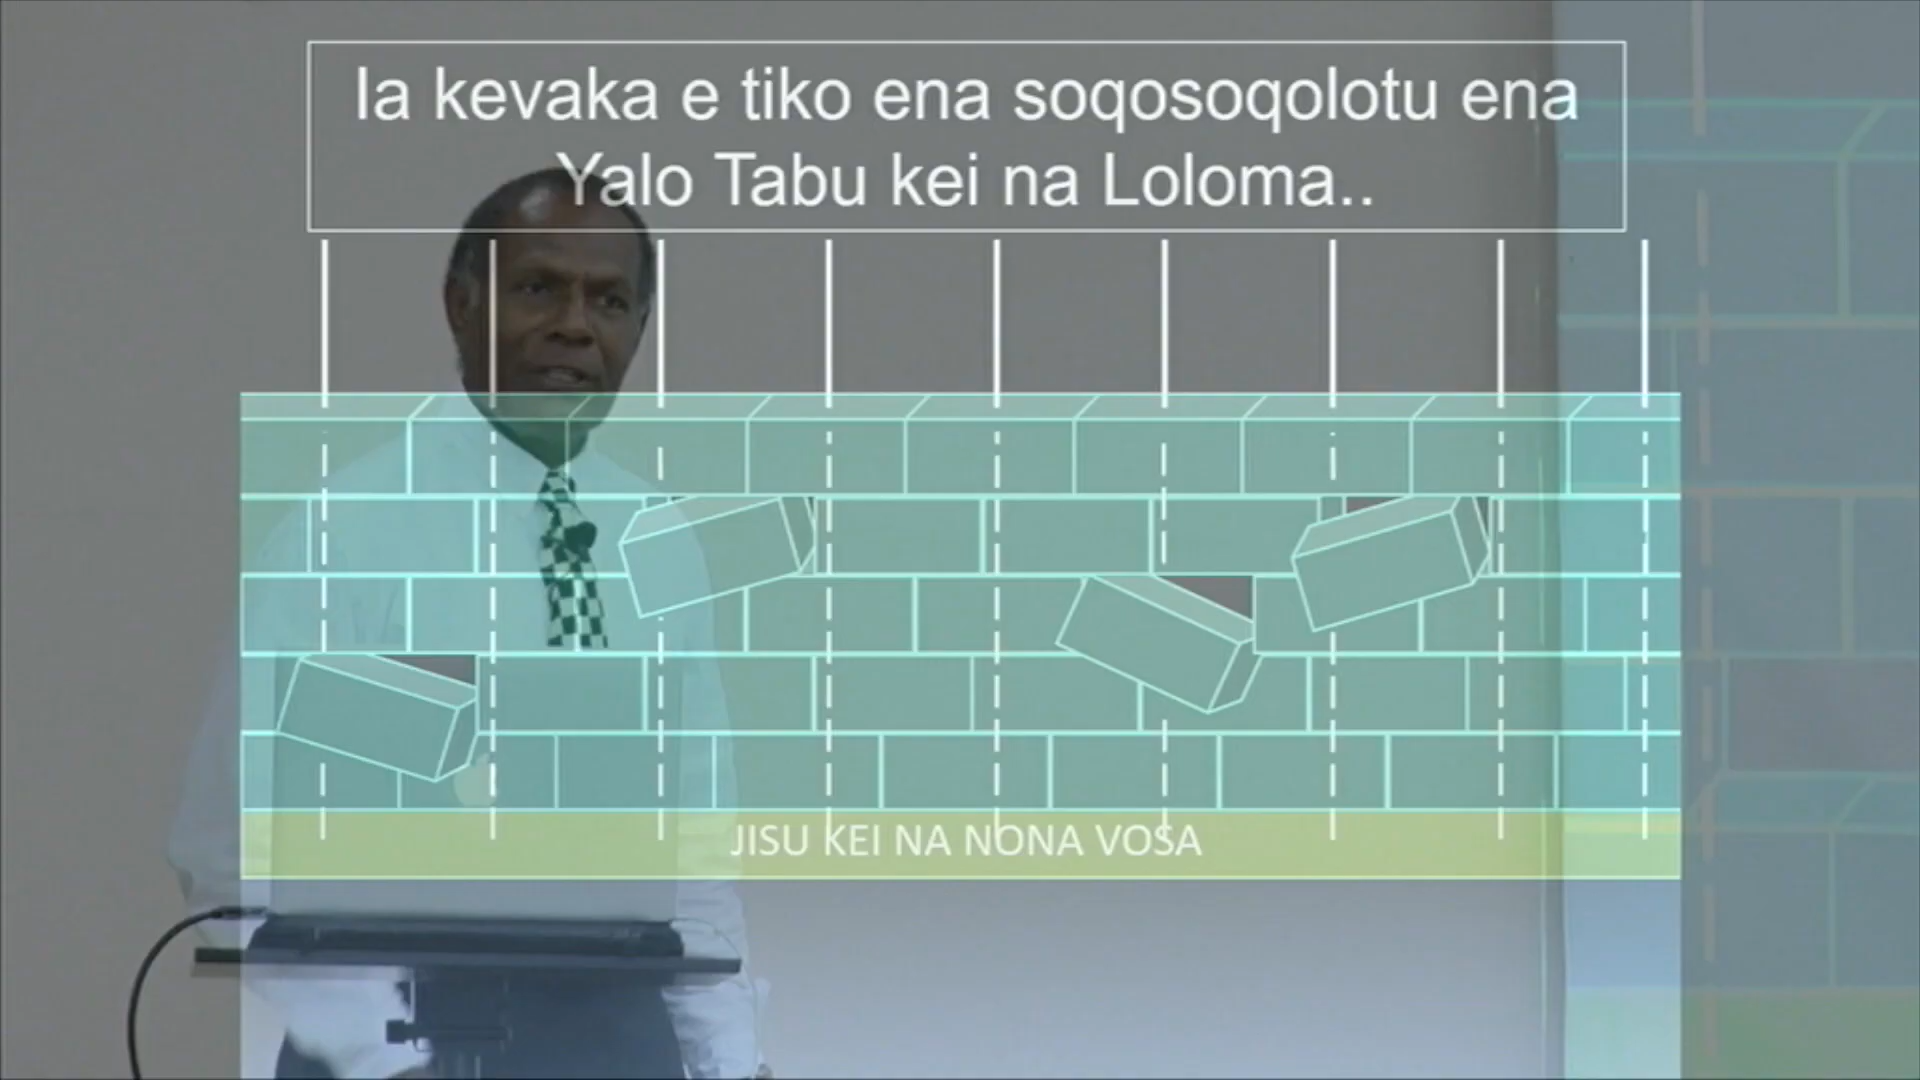 Ia kevaka e tiko ena soqosoqolotu ena
Yalo Tabu kei na Loloma..
JISU KEI NA NONA VOSA